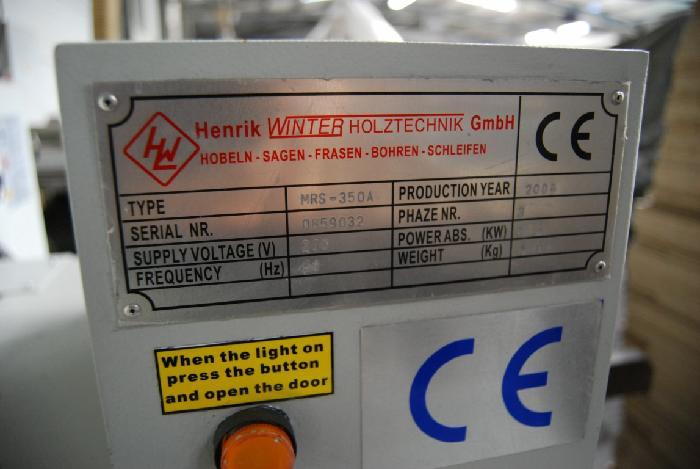 HW
Henrik WINTER HOLZTECHNIK GmbH
HOBELN - SAGEN - FRASEN - BOHREN - SCHLEIFEN
CE
TYPE MRS-350A PRODUCTION YEAR
SERIAL NR. 0859032 PHAZE NR. 3
SUPPLY VOLTAGE (V) POWER ABS. (KW)
FREQUENCY (Hz) WEIGHT (Kg)
When the light on
press the button
and open the door
CE